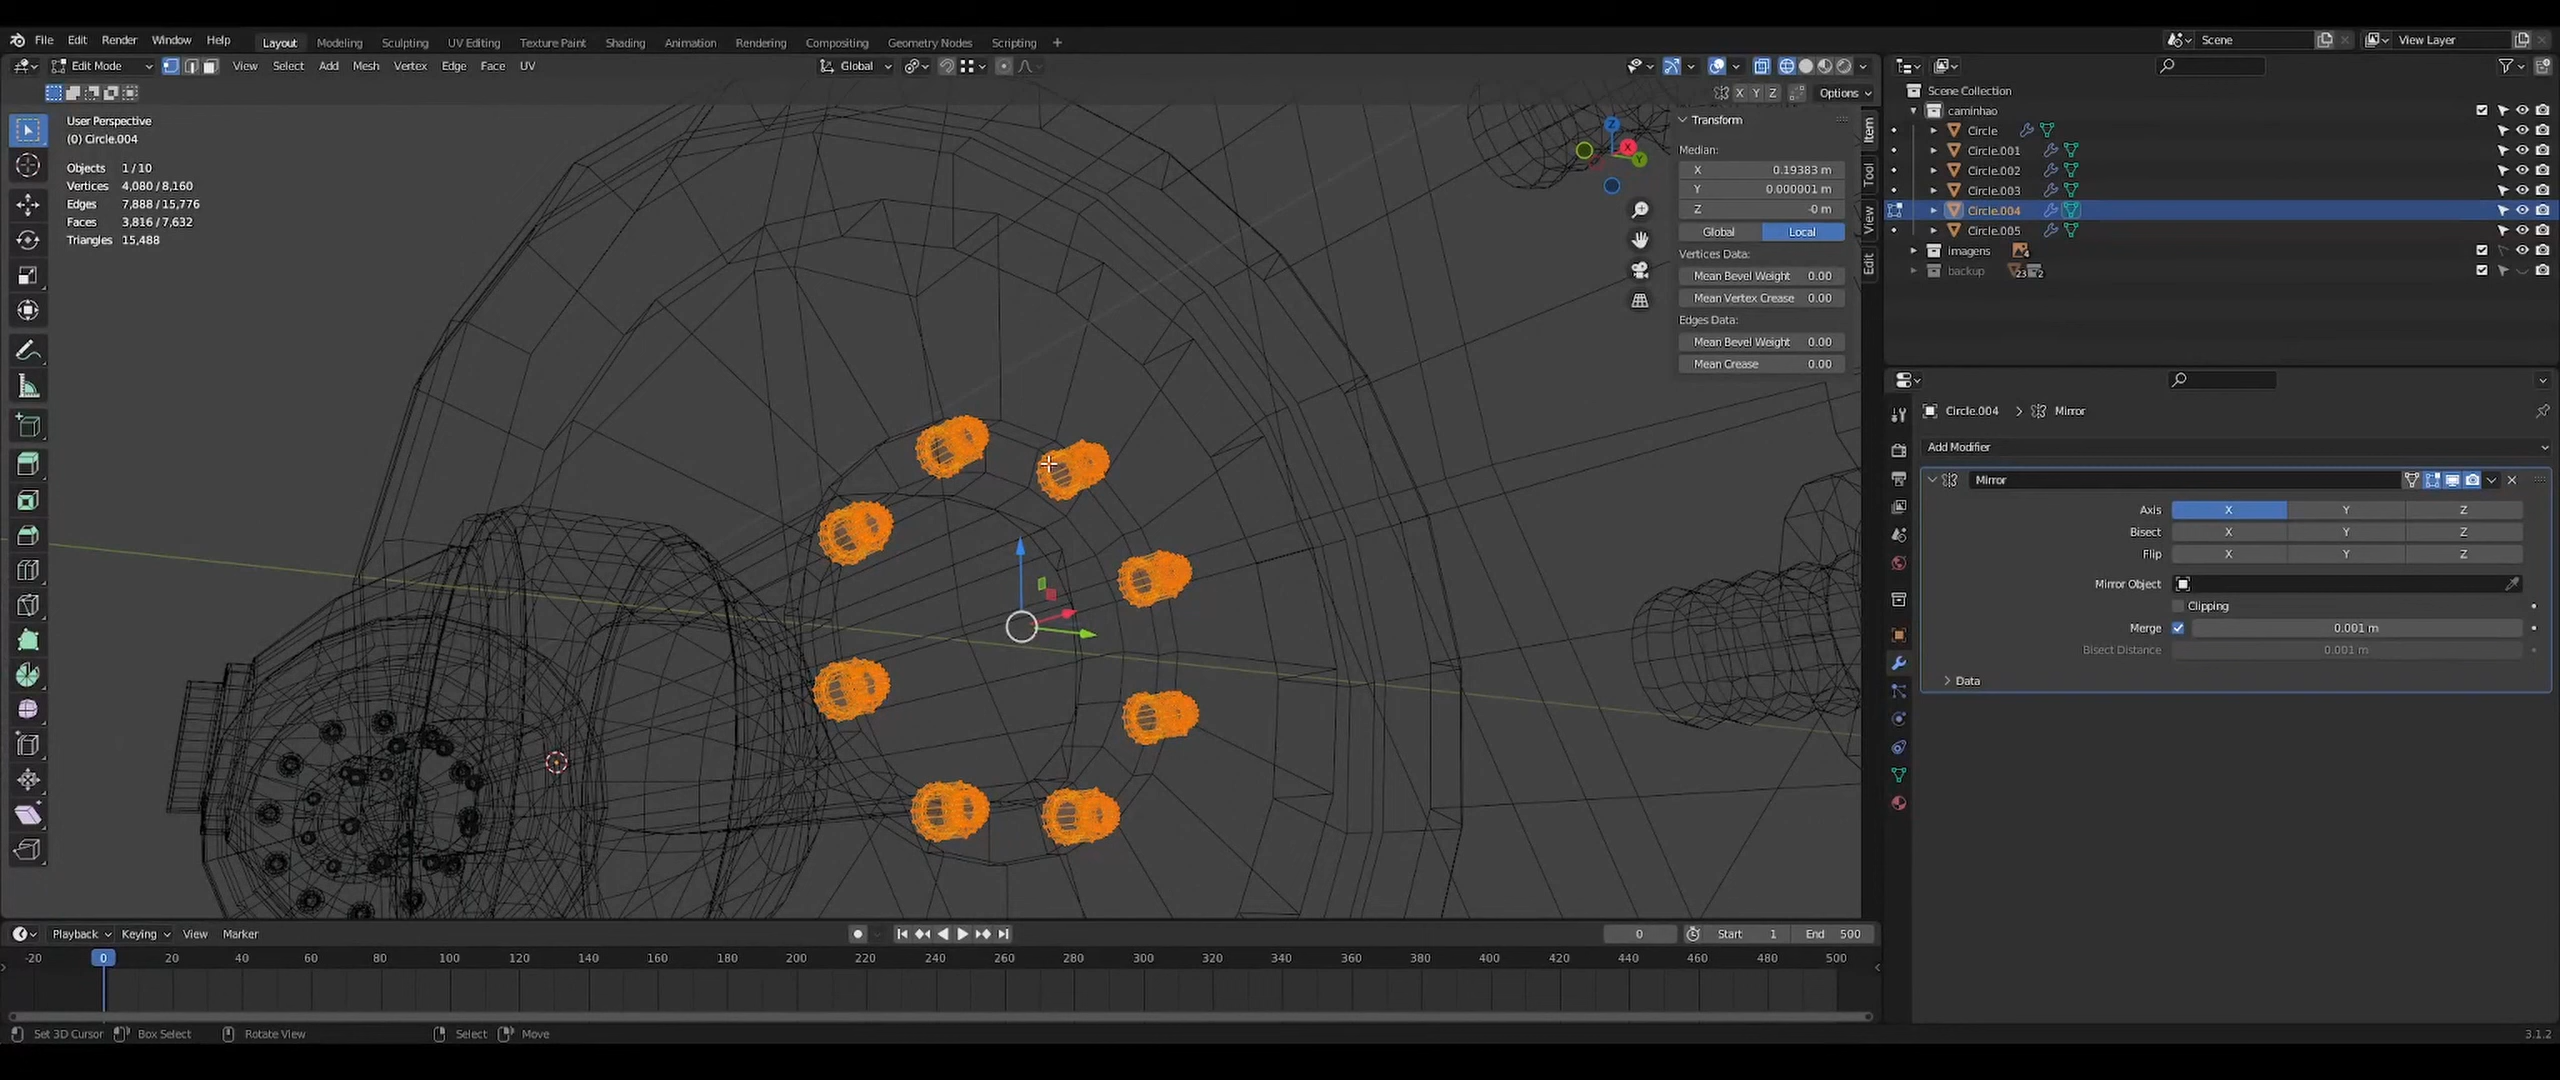 File Edit Render Window Help Layout Modeling Sculpting UV Editing Texture Paint Shading Animation Rendering Compositing Geometry Nodes Scripting + Scene View Layer
Edit Mode View Select Add Mesh Vertex Edge Face UV Global
X Y Z Options
User Perspective
(0) Circle.004
Objects 1/10
Vertices 4,080 / 8,160
Edges 7,888 / 15,776
Faces 3,816 / 7,632
Triangles 15,488
Z
X
Y
Transform
Median:
X 0.19383 m
Y 0.000001 m
Z -0 m
Global Local
Vertices Data:
Mean Bevel Weight 0.00
Mean Vertex Crease 0.00
Edges Data:
Mean Bevel Weight 0.00
Mean Crease 0.00
Item
Tool
View
Edit
Scene Collection
caminhao
Circle
Circle.001
Circle.002
Circle.003
Circle.004
Circle.005
imagens 4
backup 23 2
Circle.004 > Mirror
Add Modifier
Mirror
Axis X Y Z
Bisect X Y Z
Flip X Y Z
Mirror Object
Clipping
Merge 0.001 m
Bisect Distance 0.001 m
Data
Playback Keying View Marker 0 Start 1 End 500
-20 0 20 40 60 80 100 120 140 160 180 200 220 240 260 280 300 320 340 360 380 400 420 440 460 480 500
Set 3D Cursor Box Select Rotate View Select Move 3.1.2